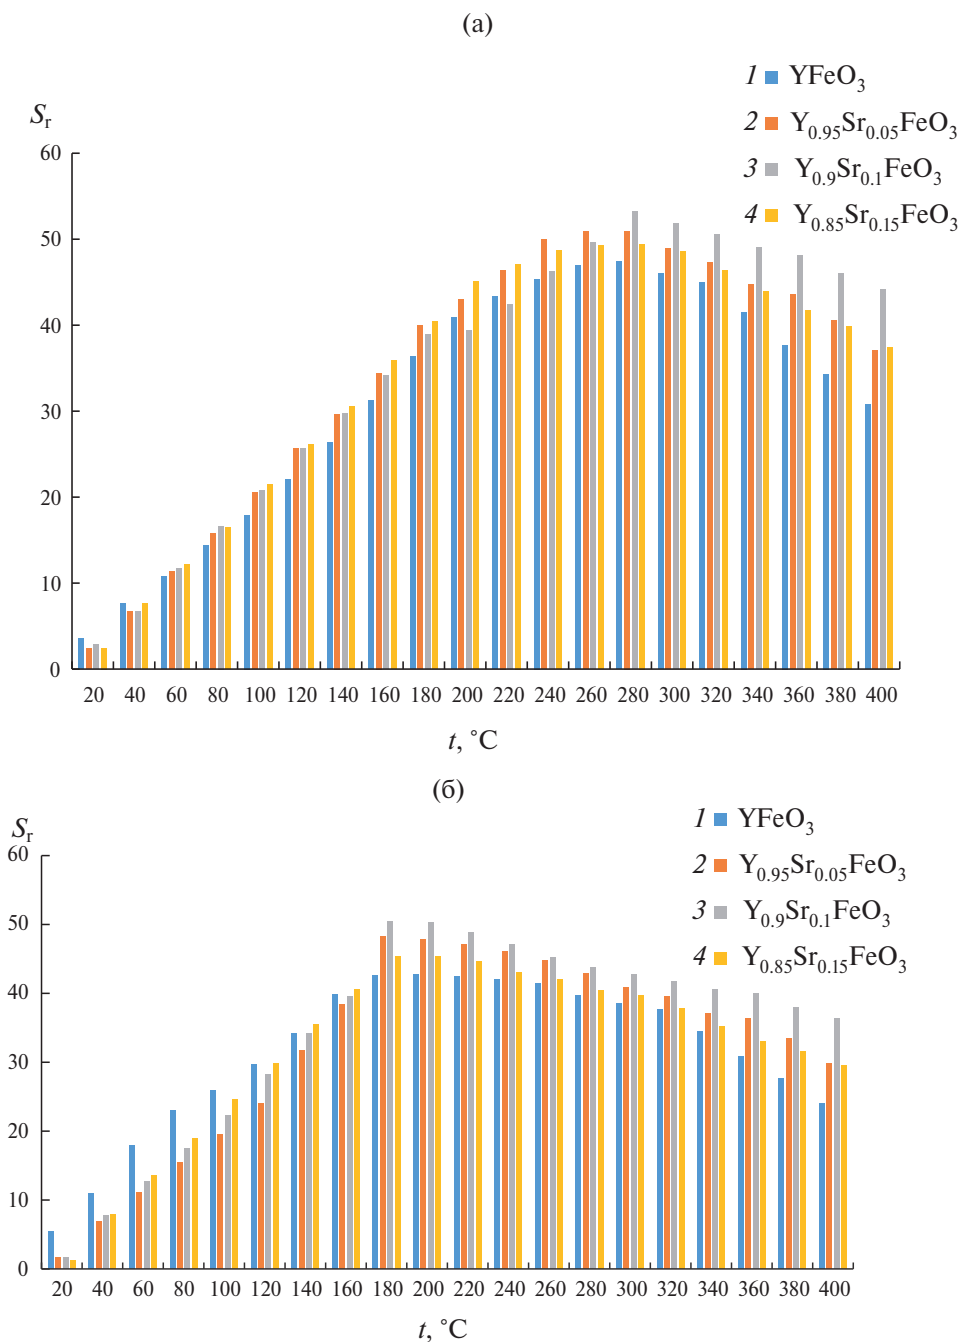 (а)
1 YFeO₃
2 Y₀.₉₅Sr₀.₀₅FeO₃
3 Y₀.₉Sr₀.₁FeO₃
4 Y₀.₈₅Sr₀.₁₅FeO₃
Sᵣ
60
50
40
30
20
10
0
20 40 60 80 100 120 140 160 180 200 220 240 260 280 300 320 340 360 380 400
t, °C
(б)
1 YFeO₃
2 Y₀.₉₅Sr₀.₀₅FeO₃
3 Y₀.₉Sr₀.₁FeO₃
4 Y₀.₈₅Sr₀.₁₅FeO₃
Sᵣ
60
50
40
30
20
10
0
20 40 60 80 100 120 140 160 180 200 220 240 260 280 300 320 340 360 380 400
t, °C